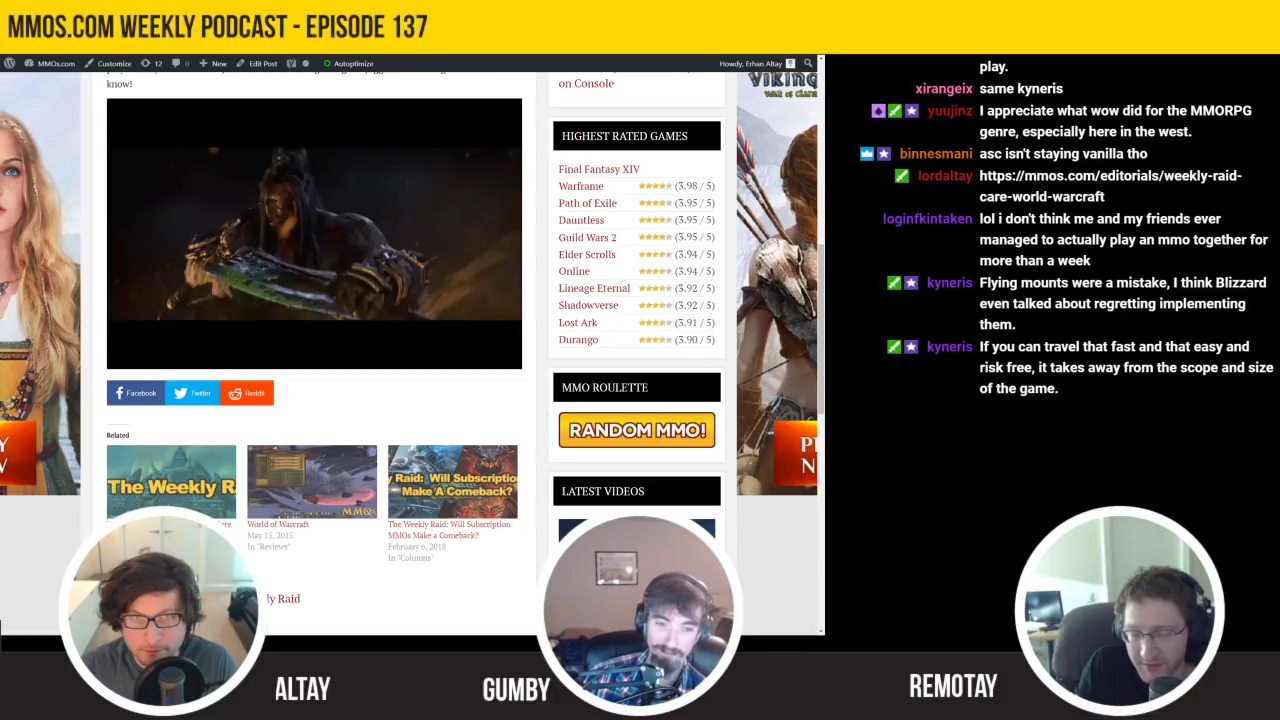 MMOS.COM WEEKLY PODCAST - EPISODE 137
MMOs.com Customize 12 0 New Edit Post Autoptimize Howdy, Erhan Altay
know!
on Console
VIKINGS
WAR OF CLANS
HIGHEST RATED GAMES
Final Fantasy XIV
Warframe (3.98 / 5)
Path of Exile (3.95 / 5)
Dauntless (3.95 / 5)
Guild Wars 2 (3.95 / 5)
Elder Scrolls (3.94 / 5)
Online (3.94 / 5)
Lineage Eternal (3.92 / 5)
Shadowverse (3.92 / 5)
Lost Ark (3.91 / 5)
Durango (3.90 / 5)
Facebook Twitter Reddit
MMO ROULETTE
RANDOM MMO!
Related
The Weekly R
MMOs
y Raid: Will Subscriptio
Make A Comeback?
World of Warcraft
May 15, 2015
In "Reviews"
The Weekly Raid: Will Subscription
MMOs Make a Comeback?
February 6, 2018
In "Columns"
LATEST VIDEOS
ly Raid
play.
xirangeix same kyneris
yuujinz I appreciate what wow did for the MMORPG
genre, especially here in the west.
binnesmani asc isn't staying vanilla tho
lordaltay https://mmos.com/editorials/weekly-raid-
care-world-warcraft
loginfkintaken lol i don't think me and my friends ever
managed to actually play an mmo together for
more than a week
kyneris Flying mounts were a mistake, I think Blizzard
even talked about regretting implementing
them.
kyneris If you can travel that fast and that easy and
risk free, it takes away from the scope and size
of the game.
ALTAY
GUMBY
REMOTAY